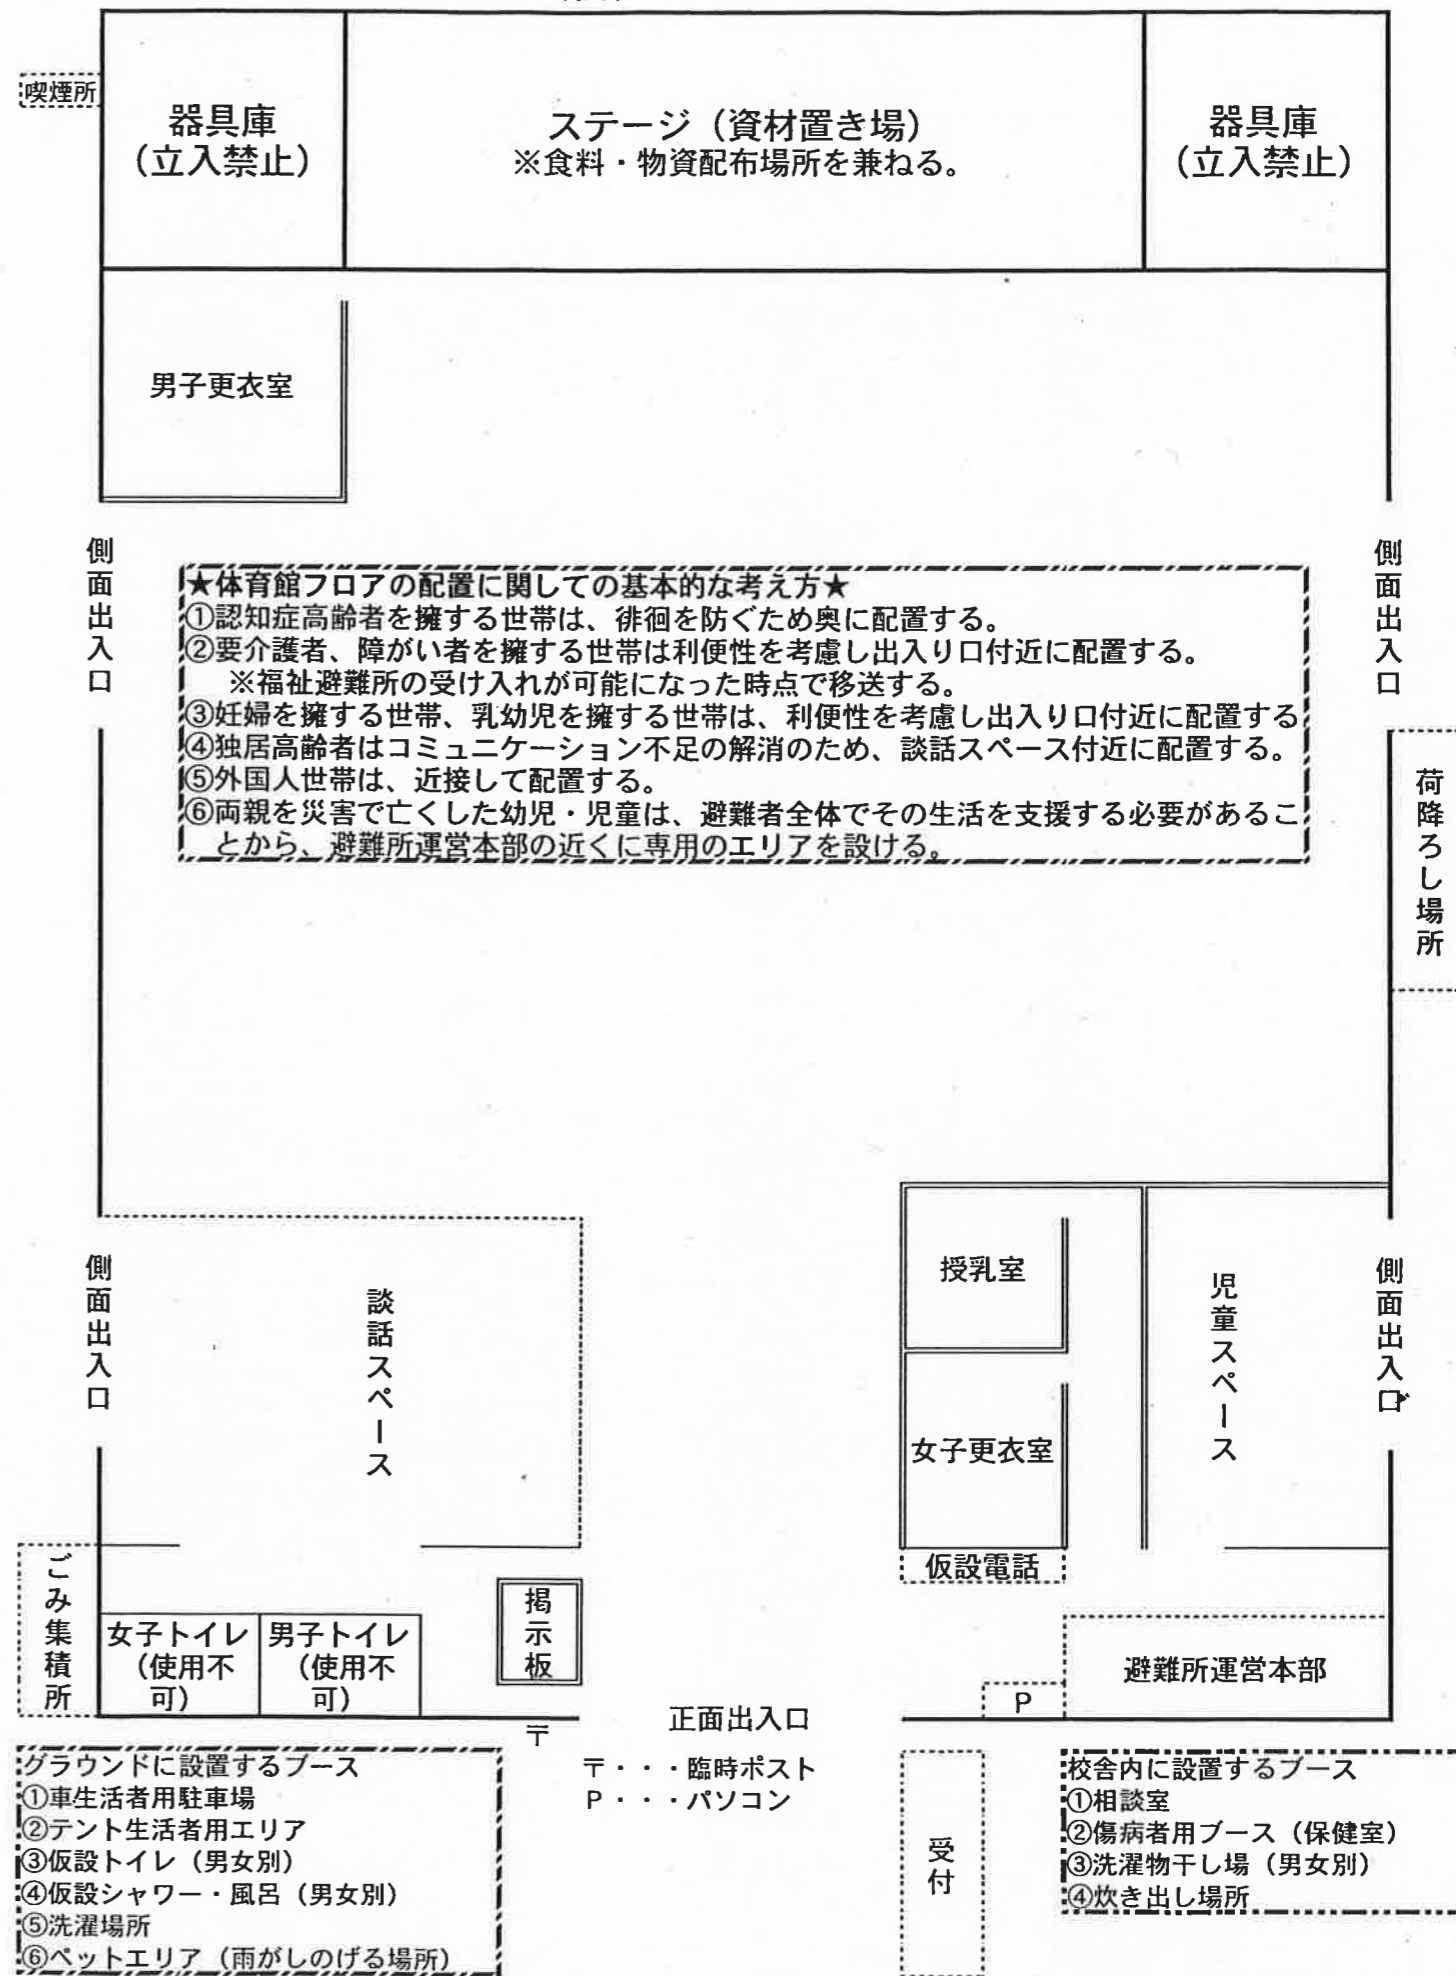 喫煙所
器具庫
(立入禁止)
ステージ（資材置き場）
※食料・物資配布場所を兼ねる。
器具庫
(立入禁止)
男子更衣室
側面出入口
側面出入口
★体育館フロアの配置に関しての基本的な考え方★
①認知症高齢者を擁する世帯は、徘徊を防ぐため奥に配置する。
②要介護者、障がい者を擁する世帯は利便性を考慮し出入り口付近に配置する。
※福祉避難所の受け入れが可能になった時点で移送する。
③妊婦を擁する世帯、乳幼児を擁する世帯は、利便性を考慮し出入り口付近に配置する
④独居高齢者はコミュニケーション不足の解消のため、談話スペース付近に配置する。
⑤外国人世帯は、近接して配置する。
⑥両親を災害で亡くした幼児・児童は、避難者全体でその生活を支援する必要があるこ
とから、避難所運営本部の近くに専用のエリアを設ける。
荷降ろし場所
側面出入口
談話スペース
授乳室
児童スペース
側面出入口
女子更衣室
仮設電話
ごみ集積所
女子トイレ
（使用不
可）
男子トイレ
（使用不
可）
掲示板
避難所運営本部
P
〒
正面出入口
〒・・・臨時ポスト
P・・・パソコン
受付
グラウンドに設置するブース
①車生活者用駐車場
②テント生活者用エリア
③仮設トイレ（男女別）
④仮設シャワー・風呂（男女別）
⑤洗濯場所
⑥ペットエリア（雨がしのげる場所）
校舎内に設置するブース
①相談室
②傷病者用ブース（保健室）
③洗濯物干し場（男女別）
④炊き出し場所